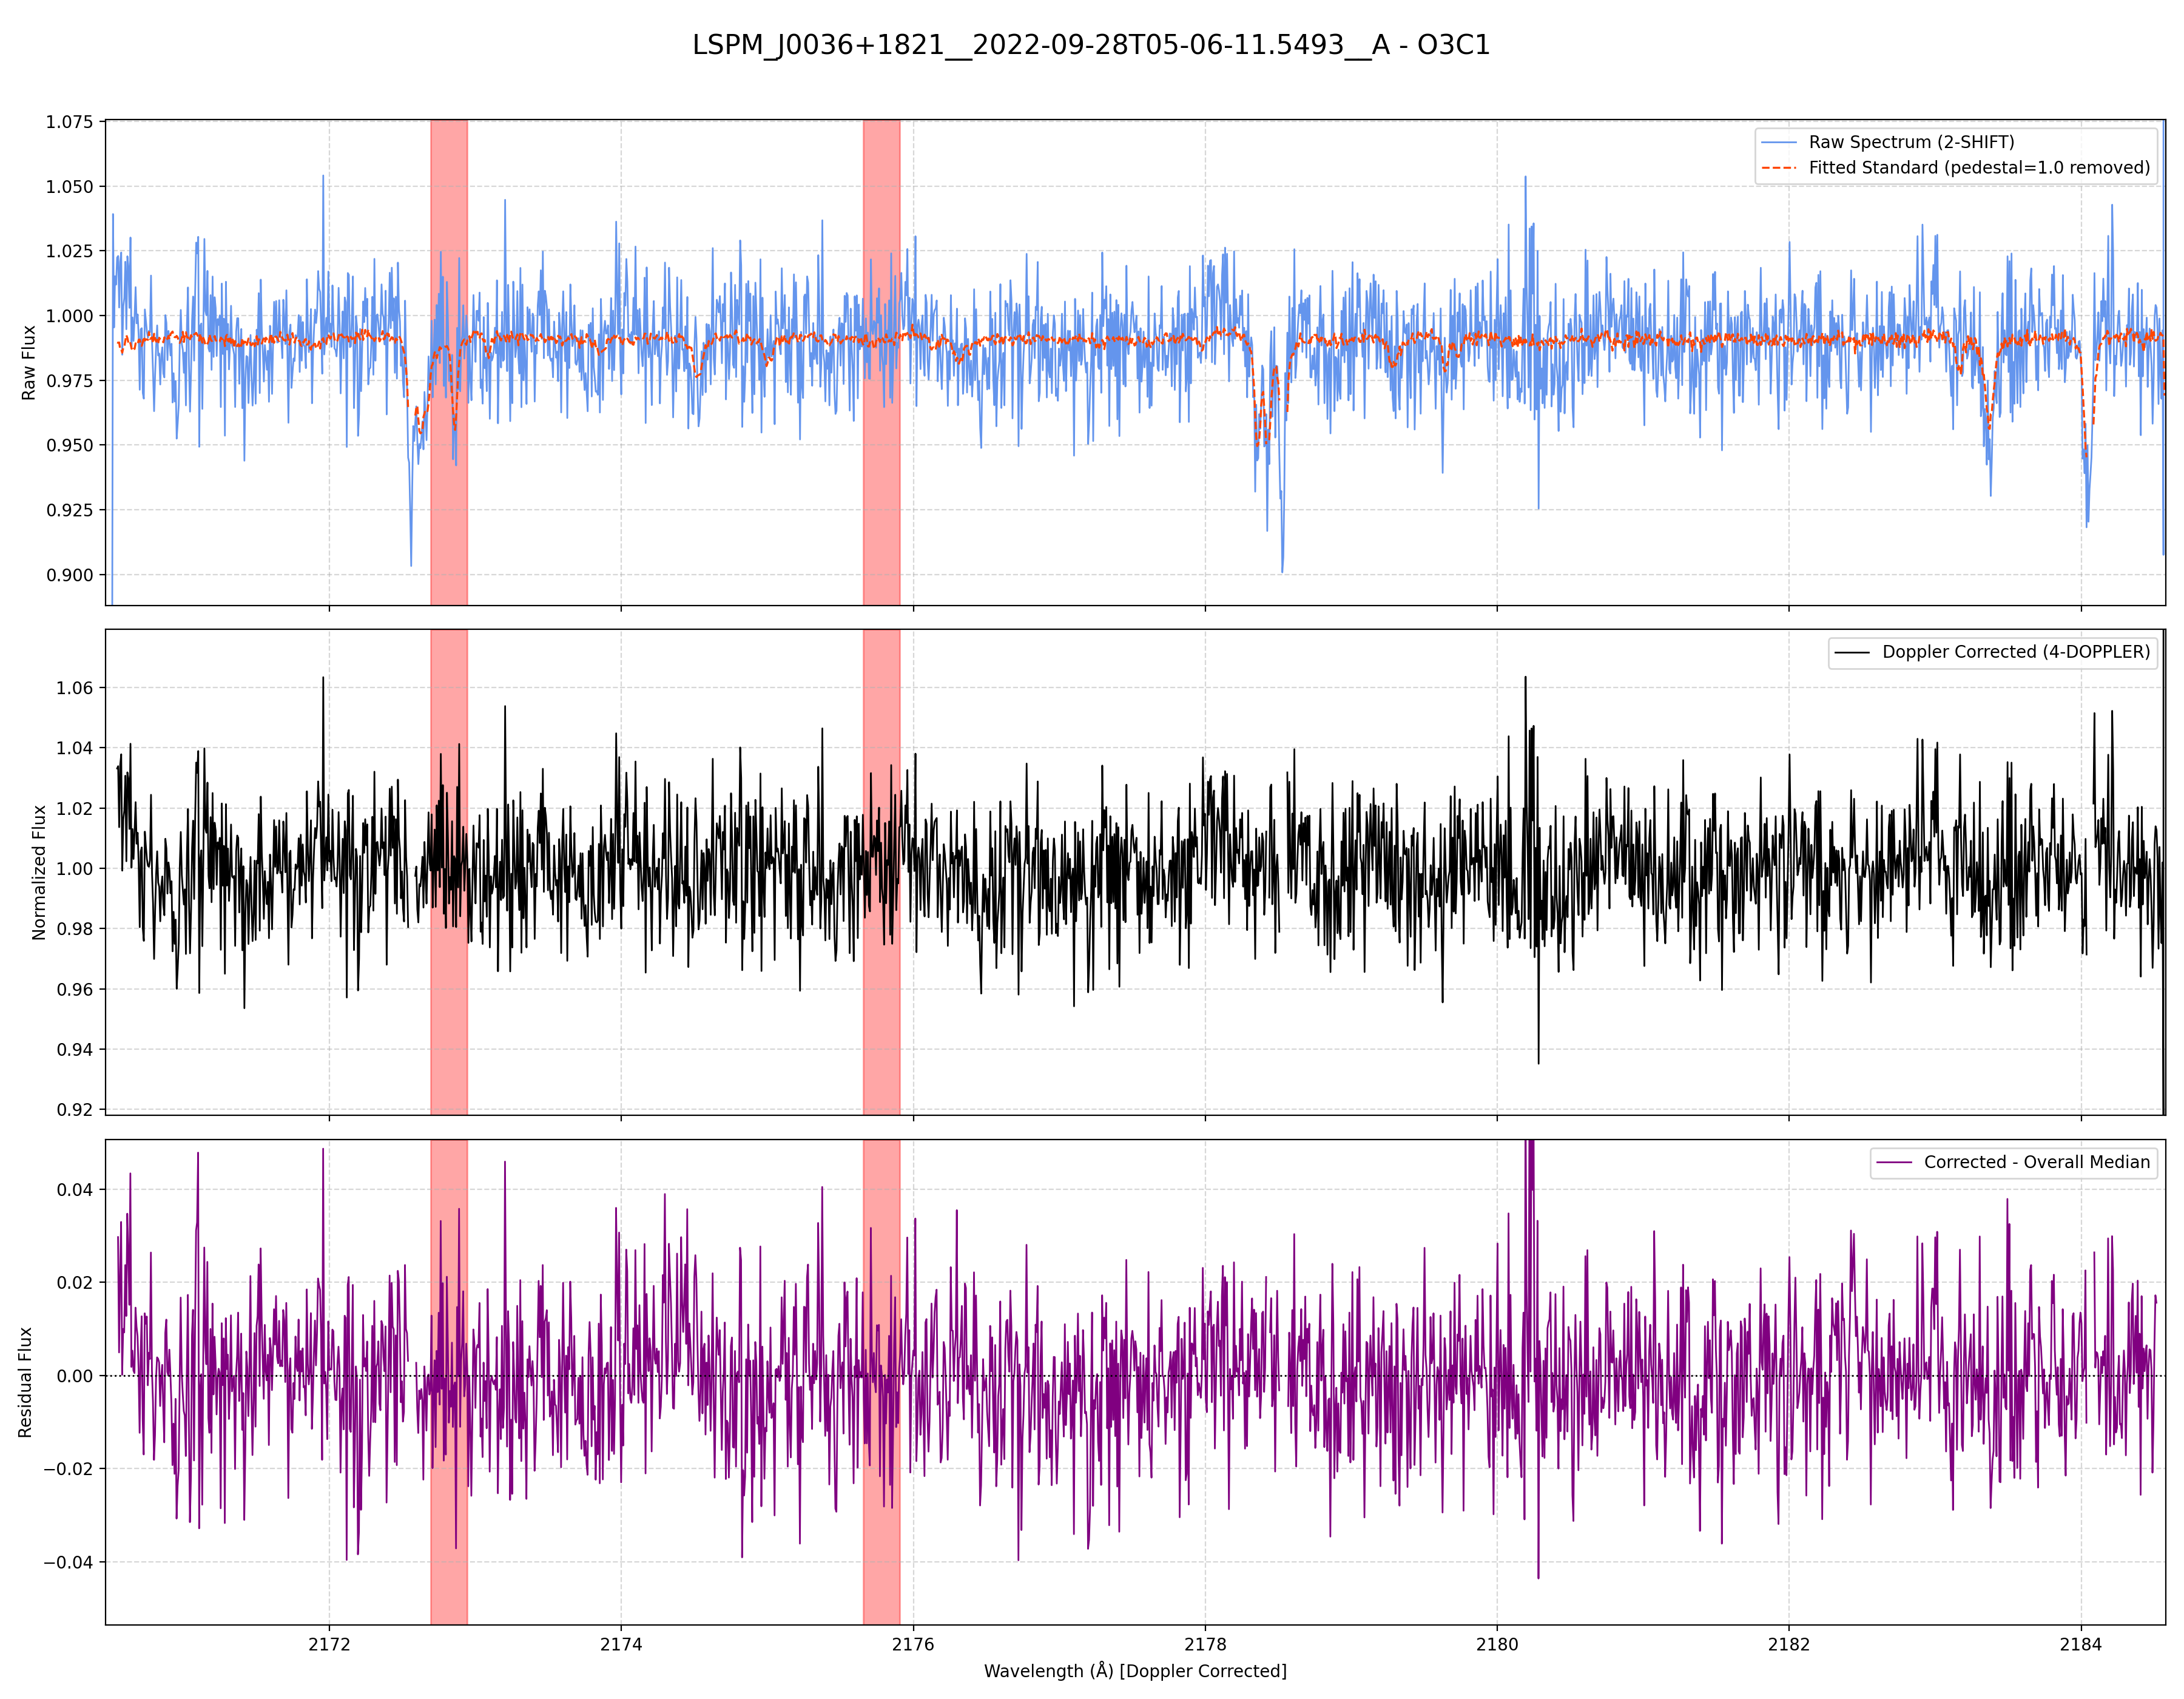 LSPM_J0036+1821__2022-09-28T05-06-11.5493__A - O3C1
1.075
1.050
1.025
1.000
0.975
0.950
0.925
0.900
Raw Flux
Raw Spectrum (2-SHIFT)
Fitted Standard (pedestal=1.0 removed)
1.06
1.04
1.02
1.00
0.98
0.96
0.94
0.92
Normalized Flux
Doppler Corrected (4-DOPPLER)
0.04
0.02
0.00
−0.02
−0.04
Residual Flux
Corrected - Overall Median
2172 2174 2176 2178 2180 2182 2184
Wavelength (Å) [Doppler Corrected]